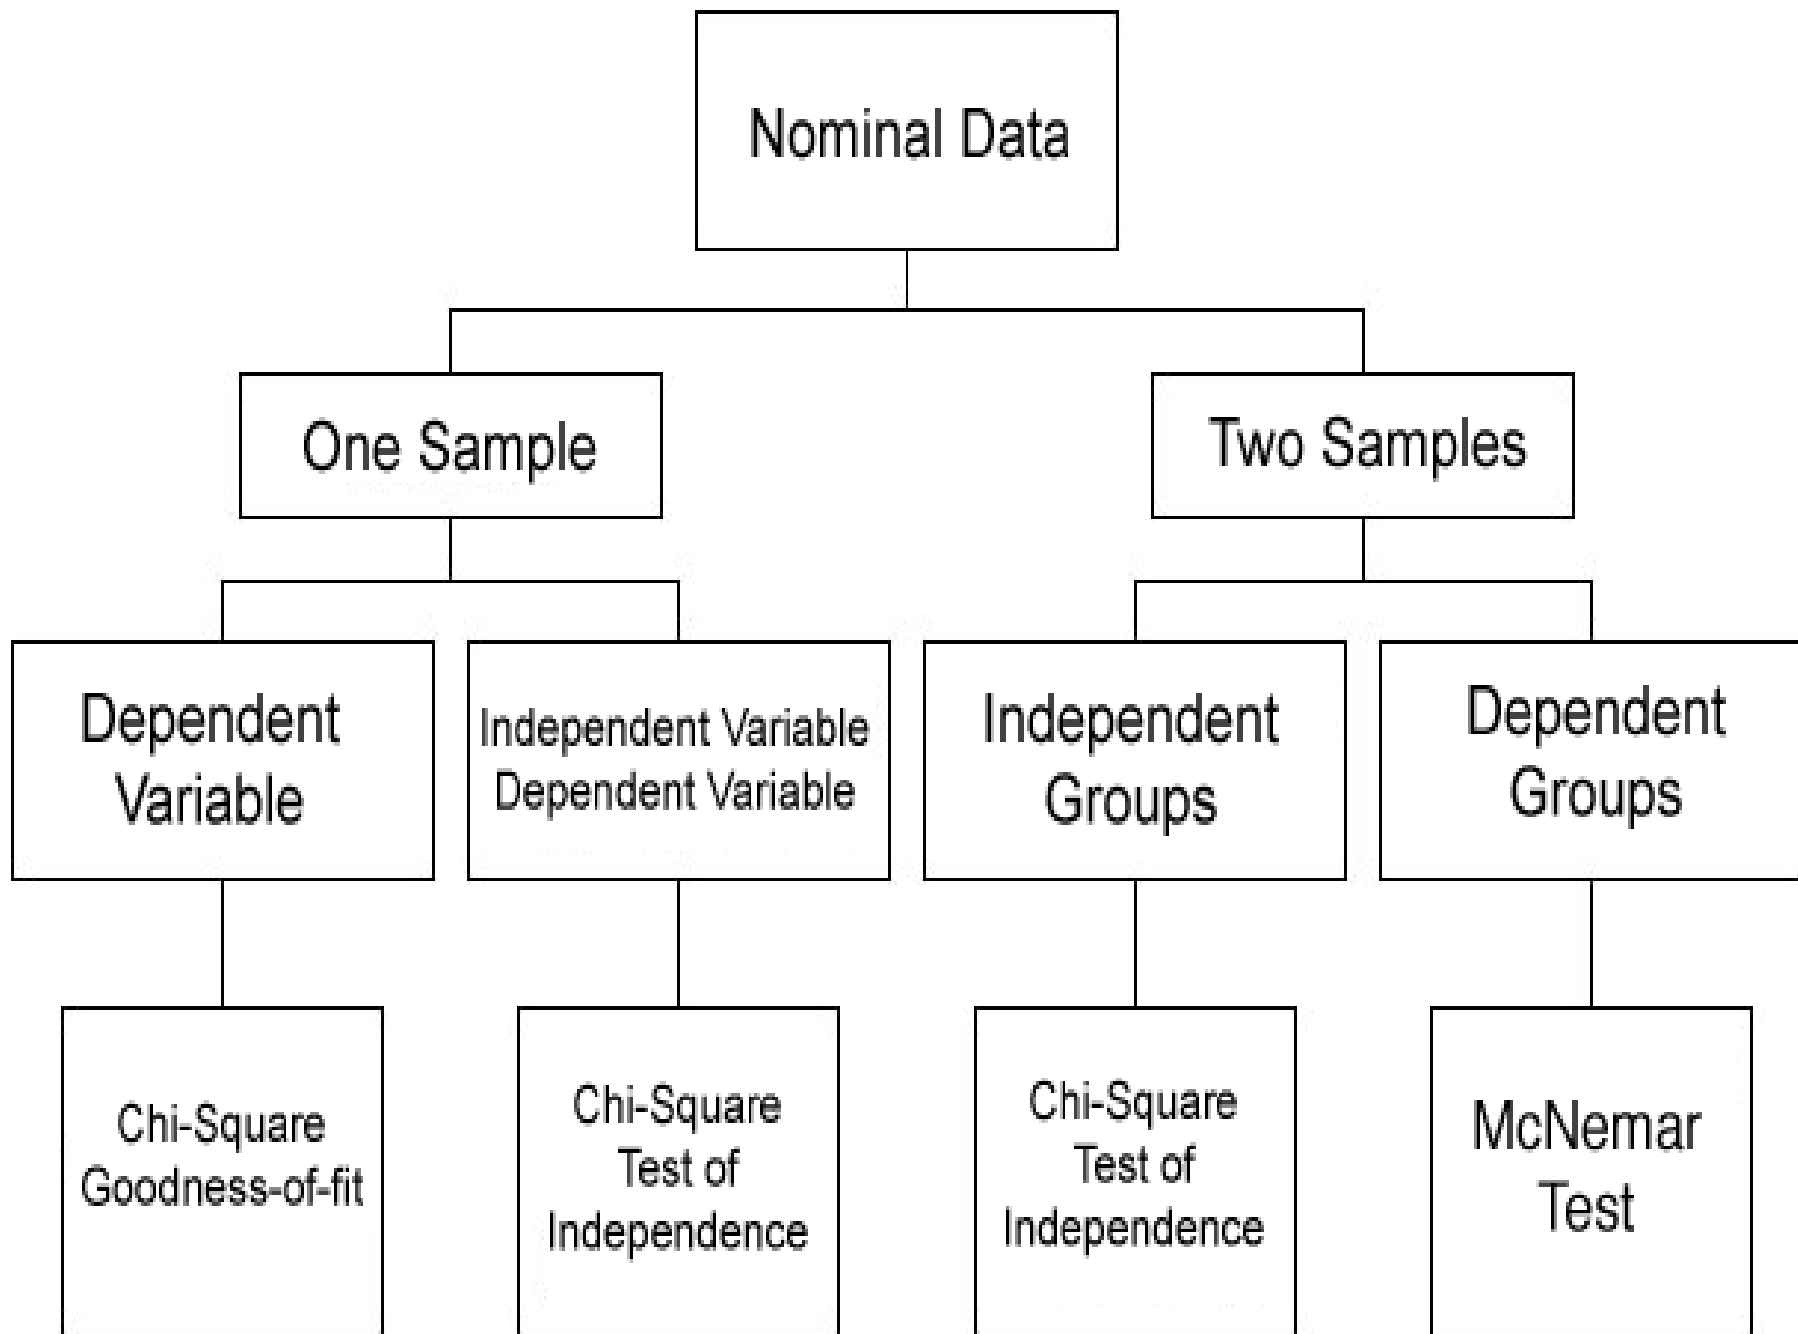 Nominal Data
One Sample
Two Samples
Dependent
Variable
Independent Variable
Dependent Variable
Independent
Groups
Dependent
Groups
Chi-Square
Goodness-of-fit
Chi-Square
Test of
Independence
Chi-Square
Test of
Independence
McNemar
Test